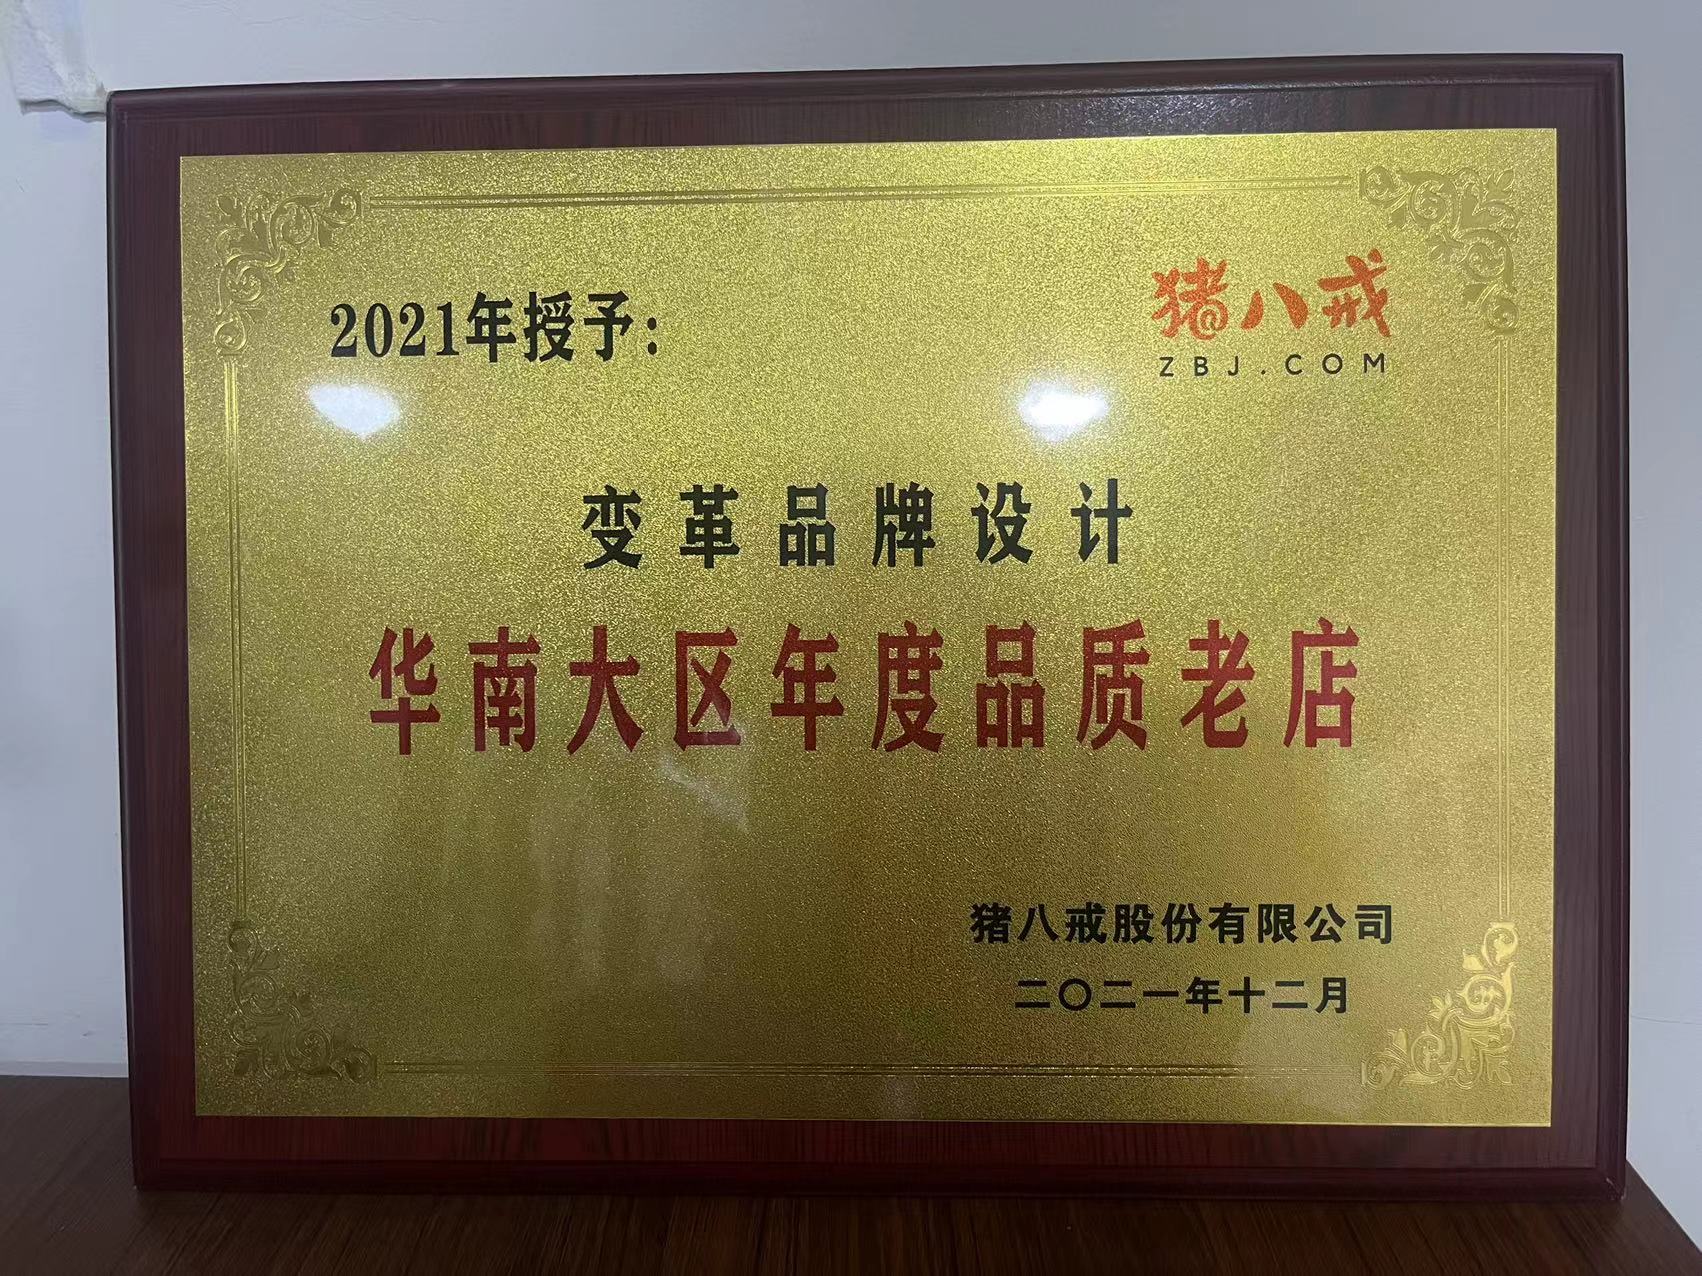 2021年授予：
猪八戒
ZBJ.COM
变革品牌设计
华南大区年度品质老店
猪八戒股份有限公司
二〇二一年十二月